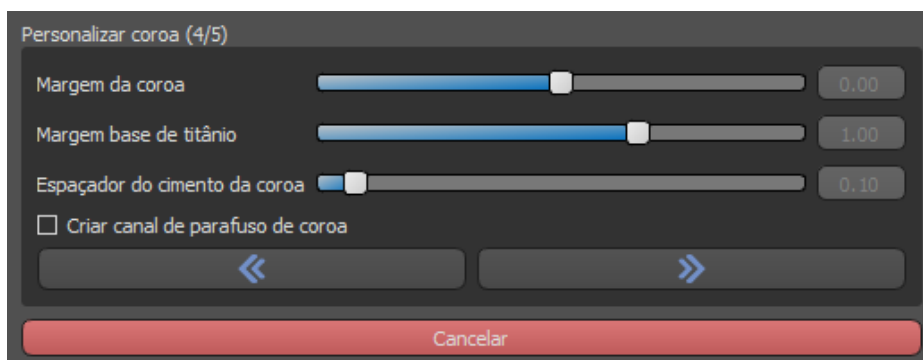 Personalizar coroa (4/5)
Margem da coroa 0.00
Margem base de titânio 1.00
Espaçador do cimento da coroa 0.10
Criar canal de parafuso de coroa
Cancelar